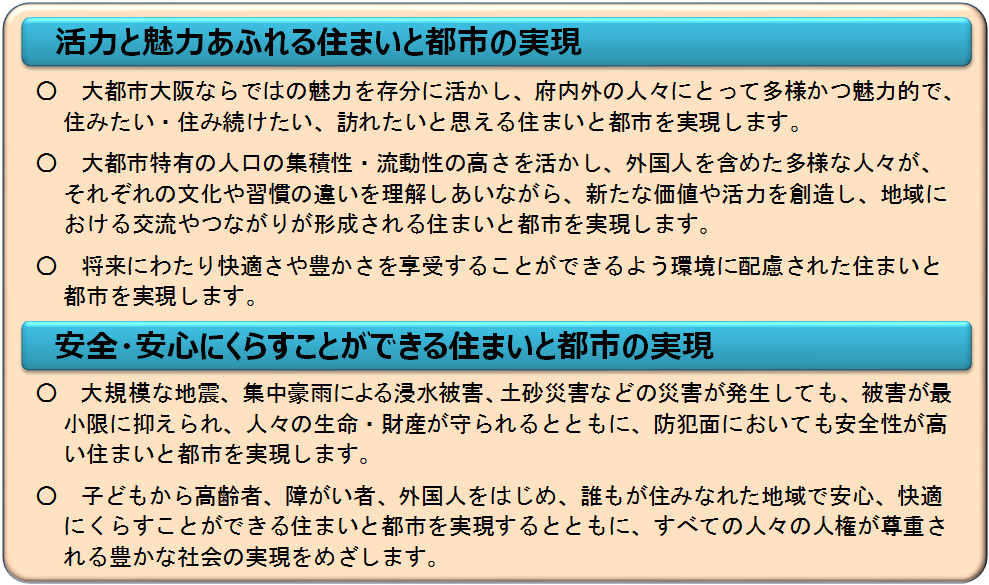 活力と魅力あふれる住まいと都市の実現
〇　大都市大阪ならではの魅力を存分に活かし、府内外の人々にとって多様かつ魅力的で、
住みたい・住み続けたい、訪れたいと思える住まいと都市を実現します。
〇　大都市特有の人口の集積性・流動性の高さを活かし、外国人を含めた多様な人々が、
それぞれの文化や習慣の違いを理解しあいながら、新たな価値や活力を創造し、地域に
おける交流やつながりが形成される住まいと都市を実現します。
〇　将来にわたり快適さや豊かさを享受することができるよう環境に配慮された住まいと
都市を実現します。
安全・安心にくらすことができる住まいと都市の実現
〇　大規模な地震、集中豪雨による浸水被害、土砂災害などの災害が発生しても、被害が最
小限に抑えられ、人々の生命・財産が守られるとともに、防犯面においても安全性が高
い住まいと都市を実現します。
〇　子どもから高齢者、障がい者、外国人をはじめ、誰もが住みなれた地域で安心、快適
にくらすことができる住まいと都市を実現するとともに、すべての人々の人権が尊重さ
れる豊かな社会の実現をめざします。